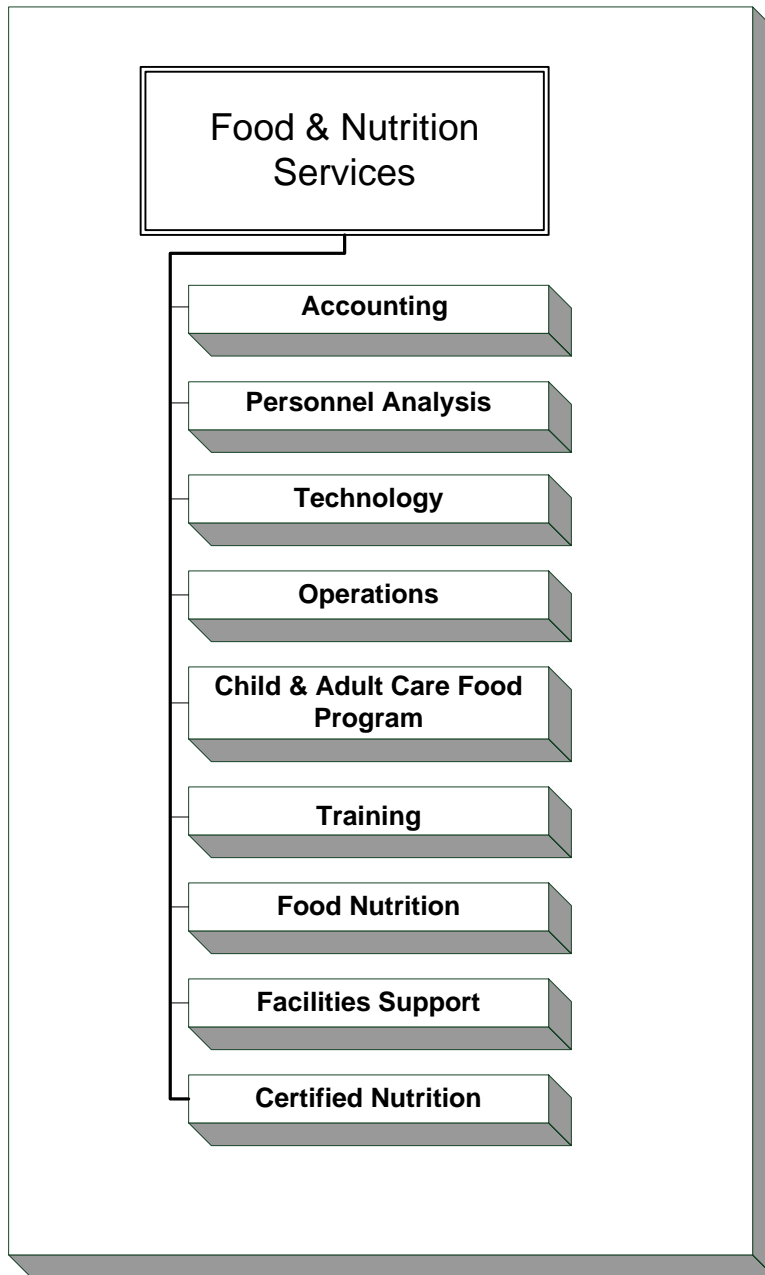 Food & Nutrition
Services
Accounting
Personnel Analysis
Technology
Operations
Child & Adult Care Food
Program
Training
Food Nutrition
Facilities Support
Certified Nutrition